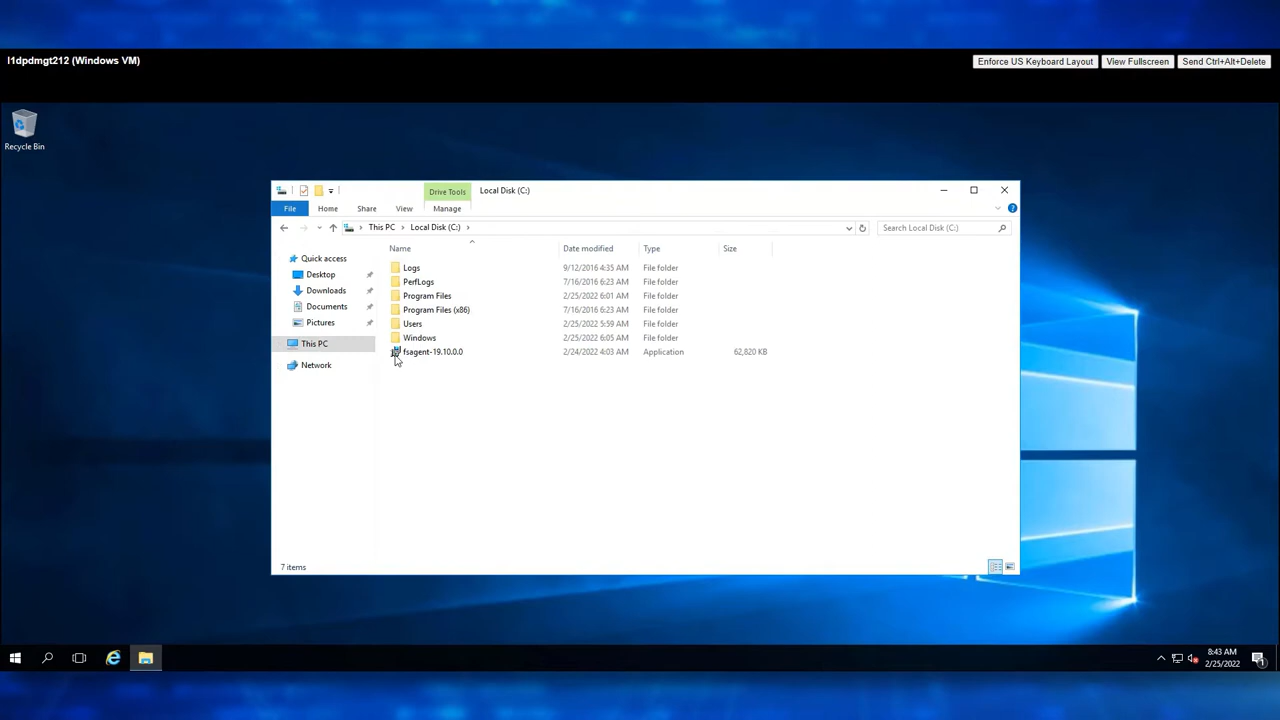 l1dpdmgt212 (Windows VM)
Enforce US Keyboard Layout View Fullscreen Send Ctrl+Alt+Delete
Recycle Bin
Drive Tools Local Disk (C:)
File Home Share View Manage
This PC Local Disk (C:) Search Local Disk (C:)
Name Date modified Type Size
Quick access
Desktop
Downloads
Documents
Pictures
This PC
Network
Logs 9/12/2016 4:35 AM File folder
PerfLogs 7/16/2016 6:23 AM File folder
Program Files 2/25/2022 6:01 AM File folder
Program Files (x86) 7/16/2016 6:23 AM File folder
Users 2/25/2022 5:59 AM File folder
Windows 2/25/2022 6:05 AM File folder
fsagent-19.10.0.0 2/24/2022 4:03 AM Application 62,820 KB
7 items
8:43 AM
2/25/2022
1